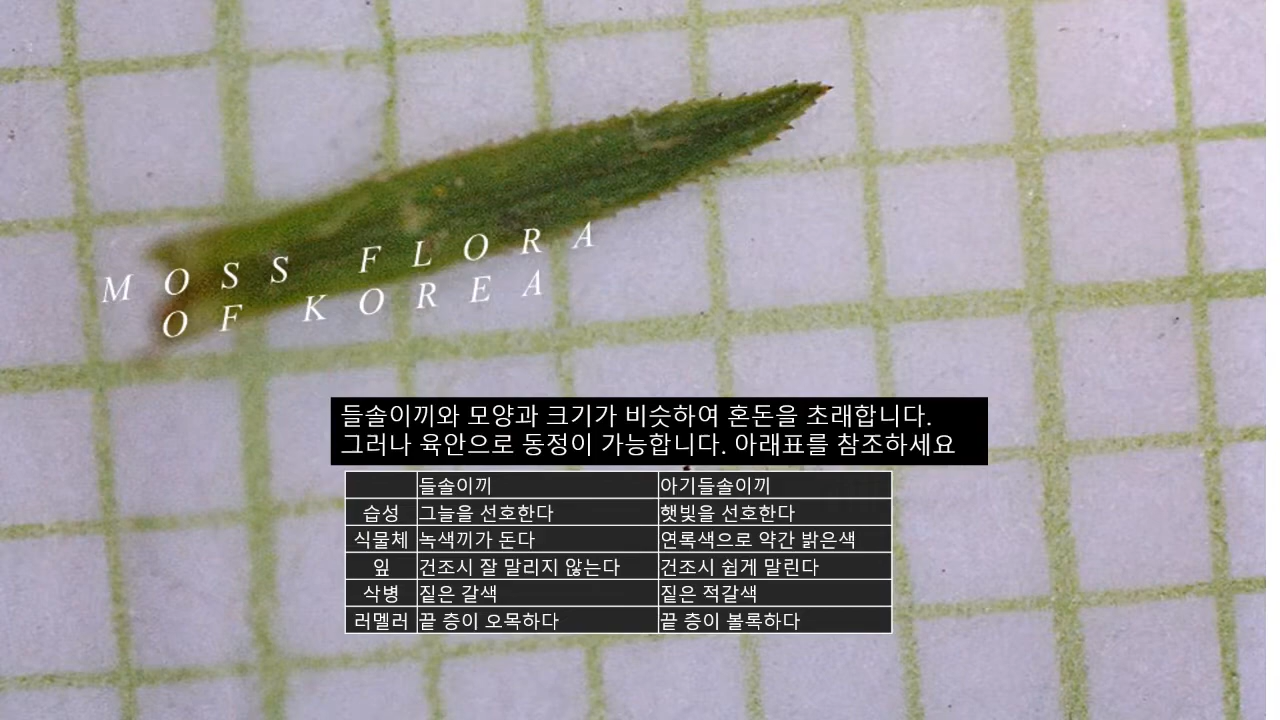 MOSS FLORA
OF KOREA
들솔이끼와 모양과 크기가 비슷하여 혼돈을 초래합니다.
그러나 육안으로 동정이 가능합니다. 아래표를 참조하세요
들솔이끼 아기들솔이끼
습성 그늘을 선호한다 햇빛을 선호한다
식물체 녹색끼가 돈다 연록색으로 약간 밝은색
잎 건조시 잘 말리지 않는다 건조시 쉽게 말린다
삭병 짙은 갈색 짙은 적갈색
러멜러 끝 층이 오목하다 끝 층이 볼록하다